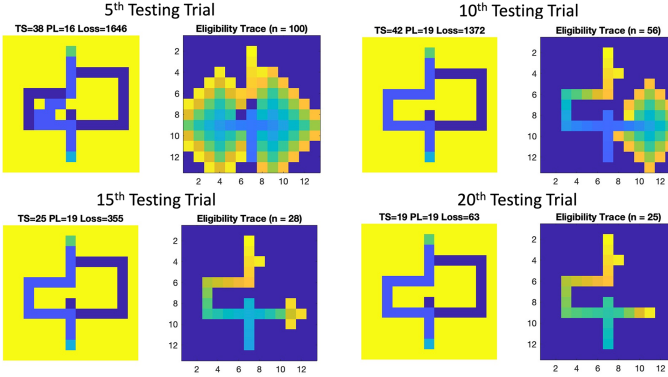 5th Testing Trial
TS=38 PL=16 Loss=1646
Eligibility Trace (n = 100)
2
4
6
8
10
12
2 4 6 8 10 12
10th Testing Trial
TS=42 PL=19 Loss=1372
Eligibility Trace (n = 56)
2
4
6
8
10
12
2 4 6 8 10 12
15th Testing Trial
TS=25 PL=19 Loss=355
Eligibility Trace (n = 28)
2
4
6
8
10
12
2 4 6 8 10 12
20th Testing Trial
TS=19 PL=19 Loss=63
Eligibility Trace (n = 25)
2
4
6
8
10
12
2 4 6 8 10 12